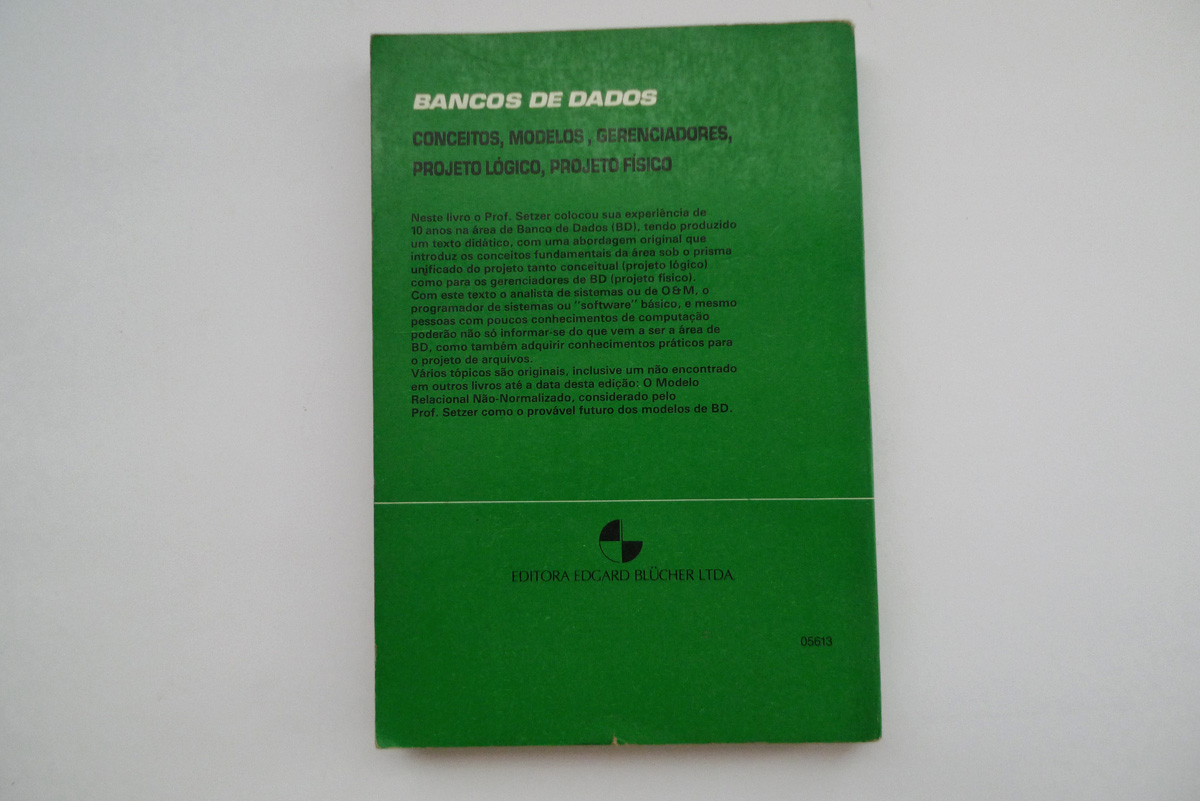 BANCOS DE DADOS
CONCEITOS, MODELOS, GERENCIADORES,
PROJETO LÓGICO, PROJETO FÍSICO
Neste livro o Prof. Setzer colocou sua experiência de
10 anos na área de Banco de Dados (BD), tendo produzido
um texto didático, com uma abordagem original que
introduz os conceitos fundamentais da área sob o prisma
unificado do projeto tanto conceitual (projeto lógico)
como para os gerenciadores de BD (projeto físico).
Com este texto o analista de sistemas ou de O&M, o
programador de sistemas ou "software" básico, e mesmo
pessoas com poucos conhecimentos de computação
poderão não só informar-se do que vem a ser a área de
BD, como também adquirir conhecimentos práticos para
o projeto de arquivos.
Vários tópicos são originais, inclusive um não encontrado
em outros livros até a data desta edição: O Modelo
Relacional Não-Normalizado, considerado pelo
Prof. Setzer como o provável futuro dos modelos de BD.
EDITORA EDGARD BLÜCHER LTDA.
05613